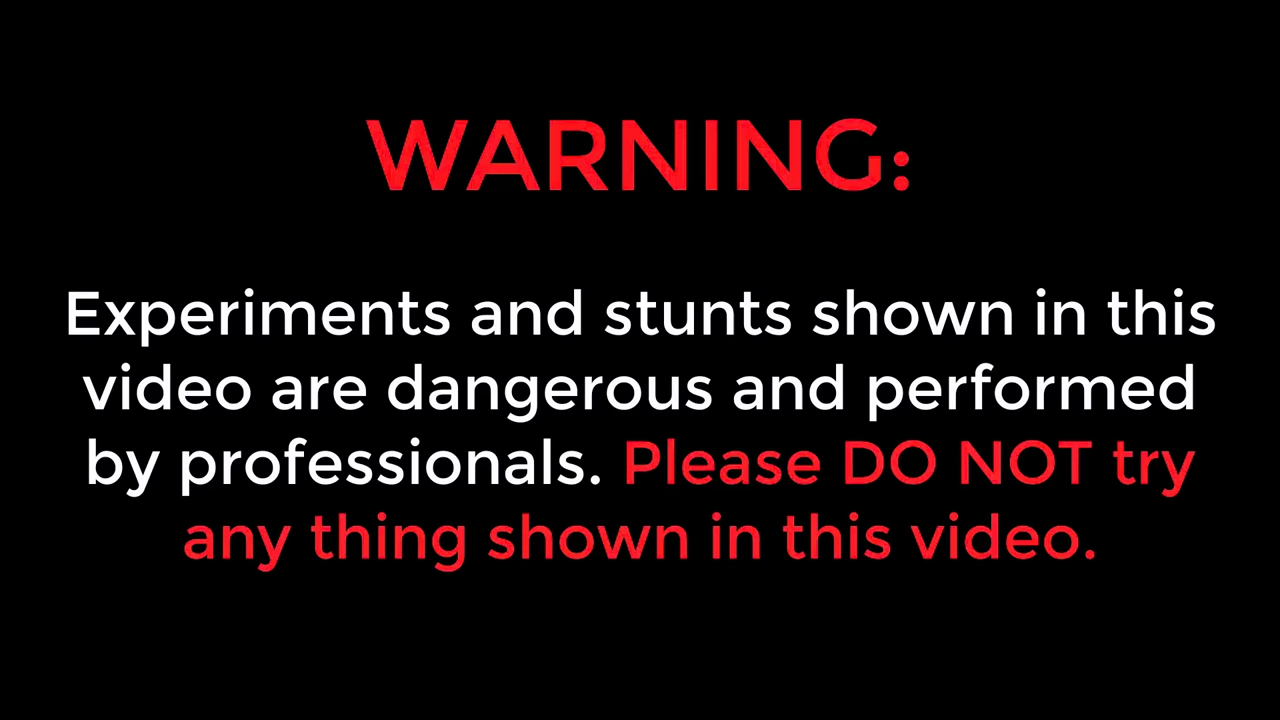 WARNING:
Experiments and stunts shown in this
video are dangerous and performed
by professionals. Please DO NOT try
any thing shown in this video.